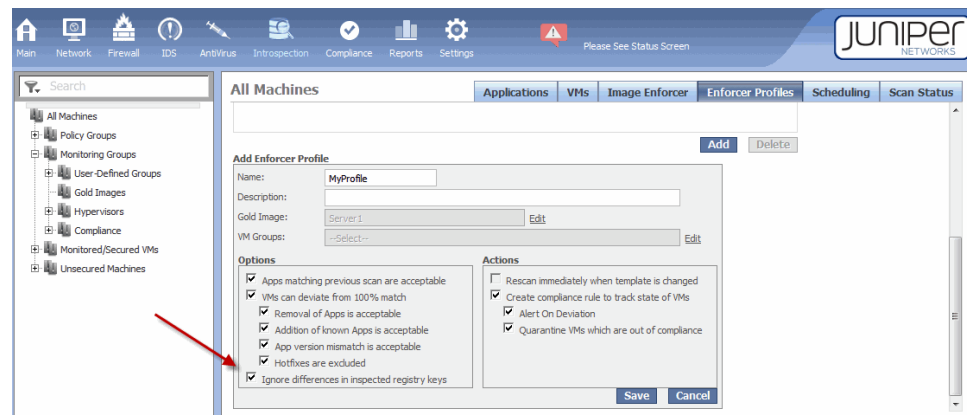 Main Network Firewall IDS AntiVirus Introspection Compliance Reports Settings
Please See Status Screen
JUNIPER
NETWORKS
Search
All Machines
Policy Groups
Monitoring Groups
User-Defined Groups
Gold Images
Hypervisors
Compliance
Monitored/Secured VMs
Unsecured Machines
All Machines
Applications VMs Image Enforcer Enforcer Profiles Scheduling Scan Status
Add Delete
Add Enforcer Profile
Name: MyProfile
Description:
Gold Image: Server1 Edit
VM Groups: --Select-- Edit
Options
Apps matching previous scan are acceptable
VMs can deviate from 100% match
Removal of Apps is acceptable
Addition of known Apps is acceptable
App version mismatch is acceptable
Hotfixes are excluded
Ignore differences in inspected registry keys
Actions
Rescan immediately when template is changed
Create compliance rule to track state of VMs
Alert On Deviation
Quarantine VMs which are out of compliance
Save Cancel